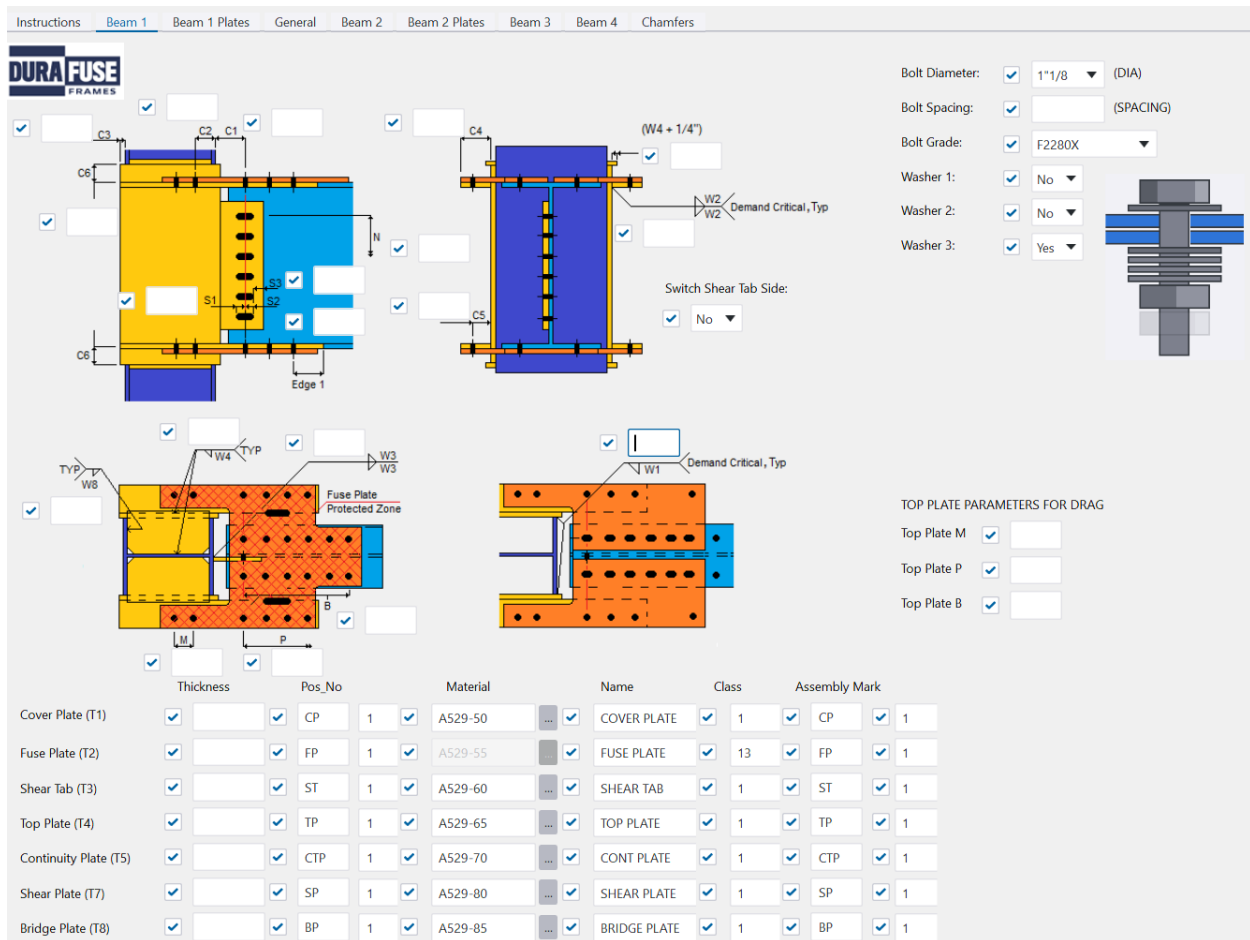 Instructions Beam 1 Beam 1 Plates General Beam 2 Beam 2 Plates Beam 3 Beam 4 Chamfers
DURA FUSE
FRAMES
Bolt Diameter: 1"1/8 (DIA)
Bolt Spacing: (SPACING)
Bolt Grade: F2280X
Washer 1: No
Washer 2: No
Washer 3: Yes
C3 C2 C1
C6
N
S3
S1 S2
C6
Edge 1
C4 (W4 + 1/4")
W2
W2
Demand Critical, Typ
C5
Switch Shear Tab Side:
No
TYP
W8
W4 TYP
W3
W3
Fuse Plate
Protected Zone
B
M P
W1 Demand Critical, Typ
TOP PLATE PARAMETERS FOR DRAG
Top Plate M
Top Plate P
Top Plate B
Thickness Pos_No Material Name Class Assembly Mark
Cover Plate (T1) CP 1 A529-50 ... COVER PLATE 1 CP 1
Fuse Plate (T2) FP 1 A529-55 ... FUSE PLATE 13 FP 1
Shear Tab (T3) ST 1 A529-60 ... SHEAR TAB 1 ST 1
Top Plate (T4) TP 1 A529-65 ... TOP PLATE 1 TP 1
Continuity Plate (T5) CTP 1 A529-70 ... CONT PLATE 1 CTP 1
Shear Plate (T7) SP 1 A529-80 ... SHEAR PLATE 1 SP 1
Bridge Plate (T8) BP 1 A529-85 ... BRIDGE PLATE 1 BP 1